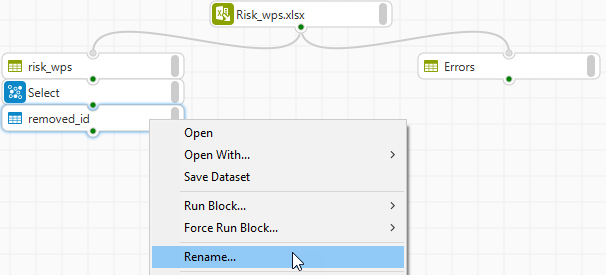 Risk_wps.xlsx
risk_wps
Errors
Select
removed_id
Open
Open With...
Save Dataset
Run Block...
Force Run Block...
Rename...